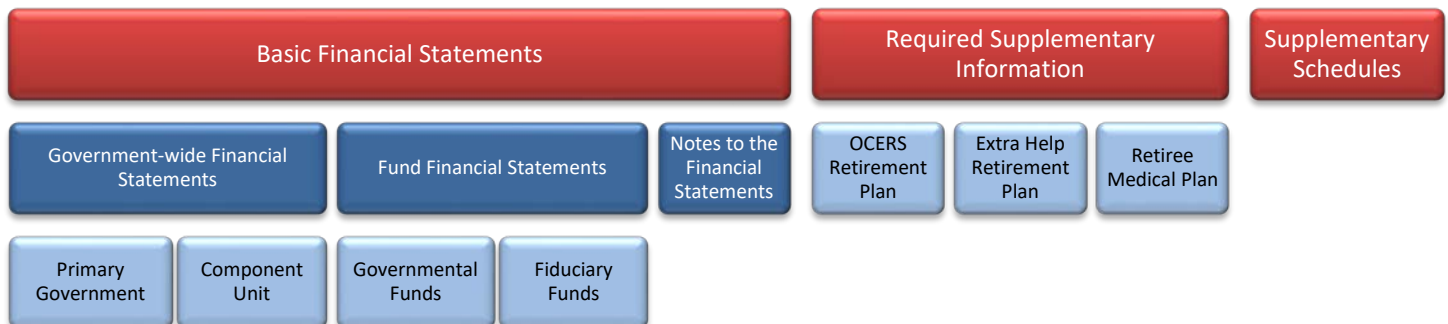 Basic Financial Statements
Required Supplementary
Information
Supplementary
Schedules
Government-wide Financial
Statements
Fund Financial Statements
Notes to the
Financial
Statements
OCERS
Retirement
Plan
Extra Help
Retirement
Plan
Retiree
Medical Plan
Primary
Government
Component
Unit
Governmental
Funds
Fiduciary
Funds